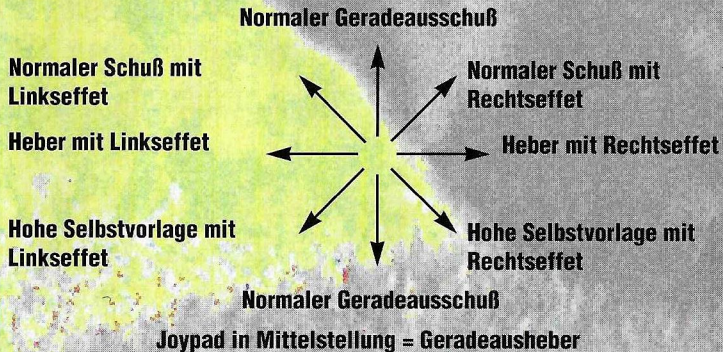 Normaler Geradeausschuß
Normaler Schuß mit
Linkseffet
Normaler Schuß mit
Rechtseffet
Heber mit Linkseffet
Heber mit Rechtseffet
Hohe Selbstvorlage mit
Linkseffet
Hohe Selbstvorlage mit
Rechtseffet
Normaler Geradeausschuß
Joypad in Mittelstellung = Geradeausheber